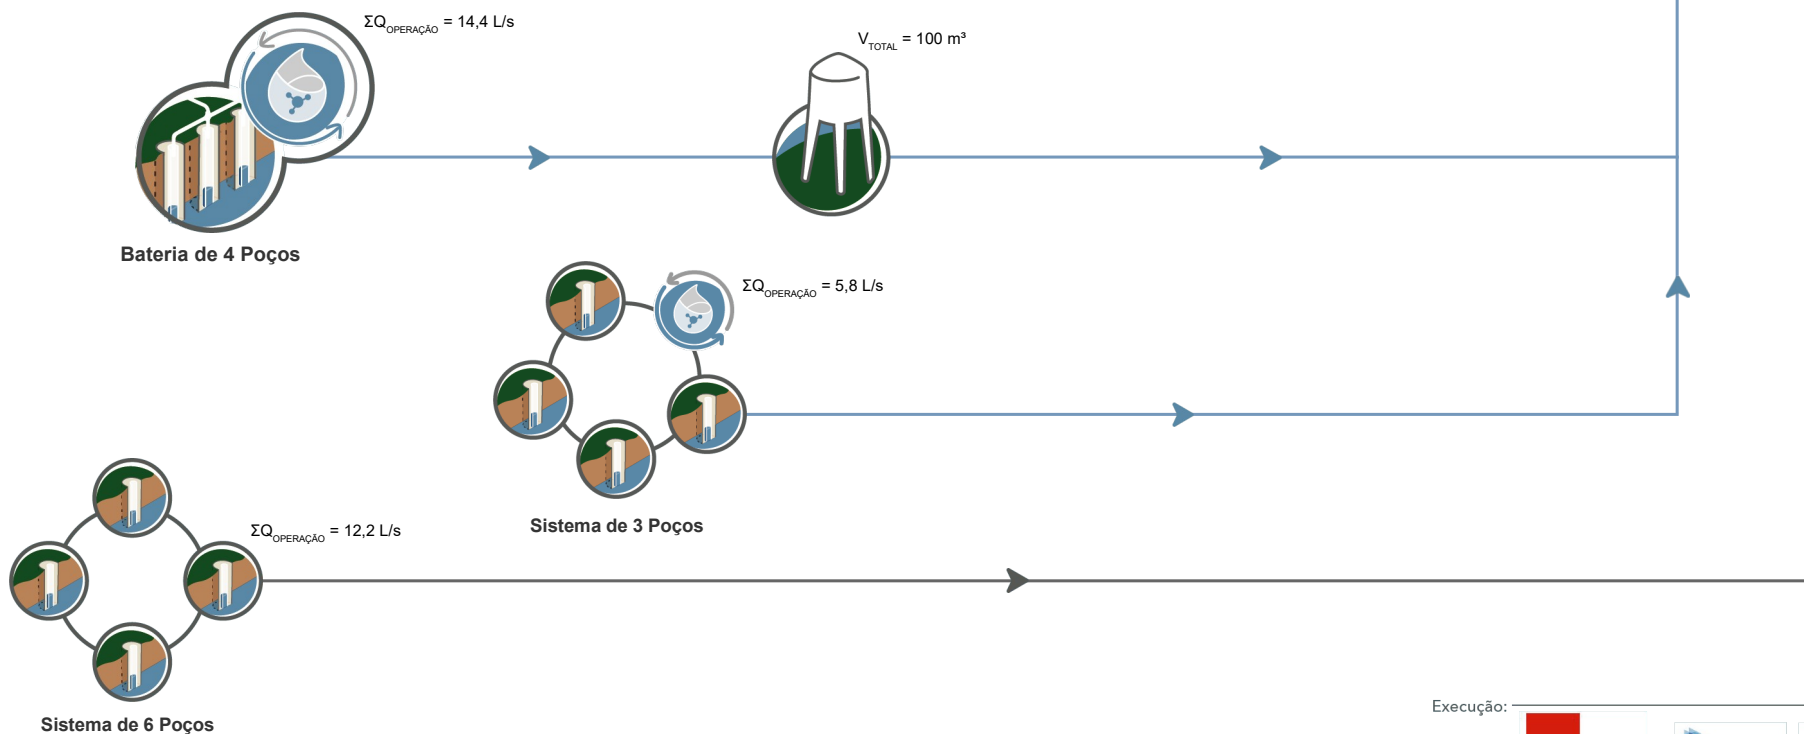 ΣQOPERAÇÃO = 14,4 L/s
VTOTAL = 100 m³
Bateria de 4 Poços
ΣQOPERAÇÃO = 5,8 L/s
Sistema de 3 Poços
ΣQOPERAÇÃO = 12,2 L/s
Sistema de 6 Poços
Execução: